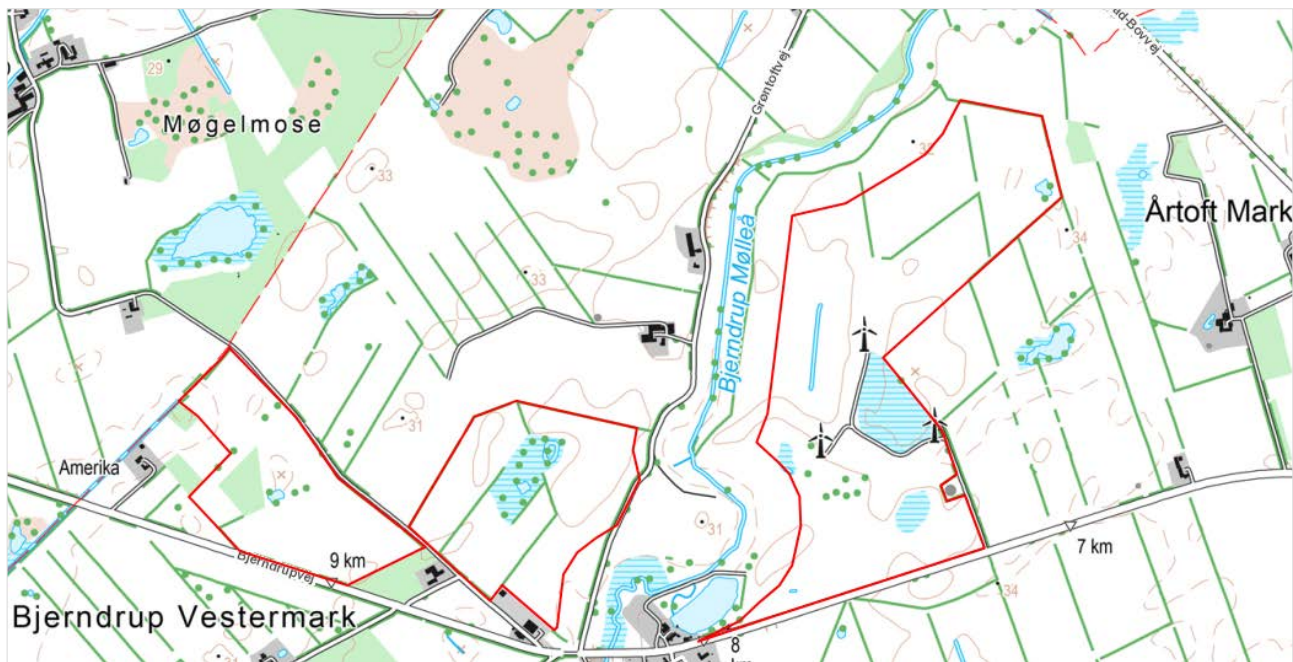 29
Møgelmose
33
Grøntoftvej
32
Årtoft Mark
34
33
Bjerndrup Mølleå
31
Amerika
31
7 km
Bjerndrupvej
9 km
34
Bjerndrup Vestermark
8